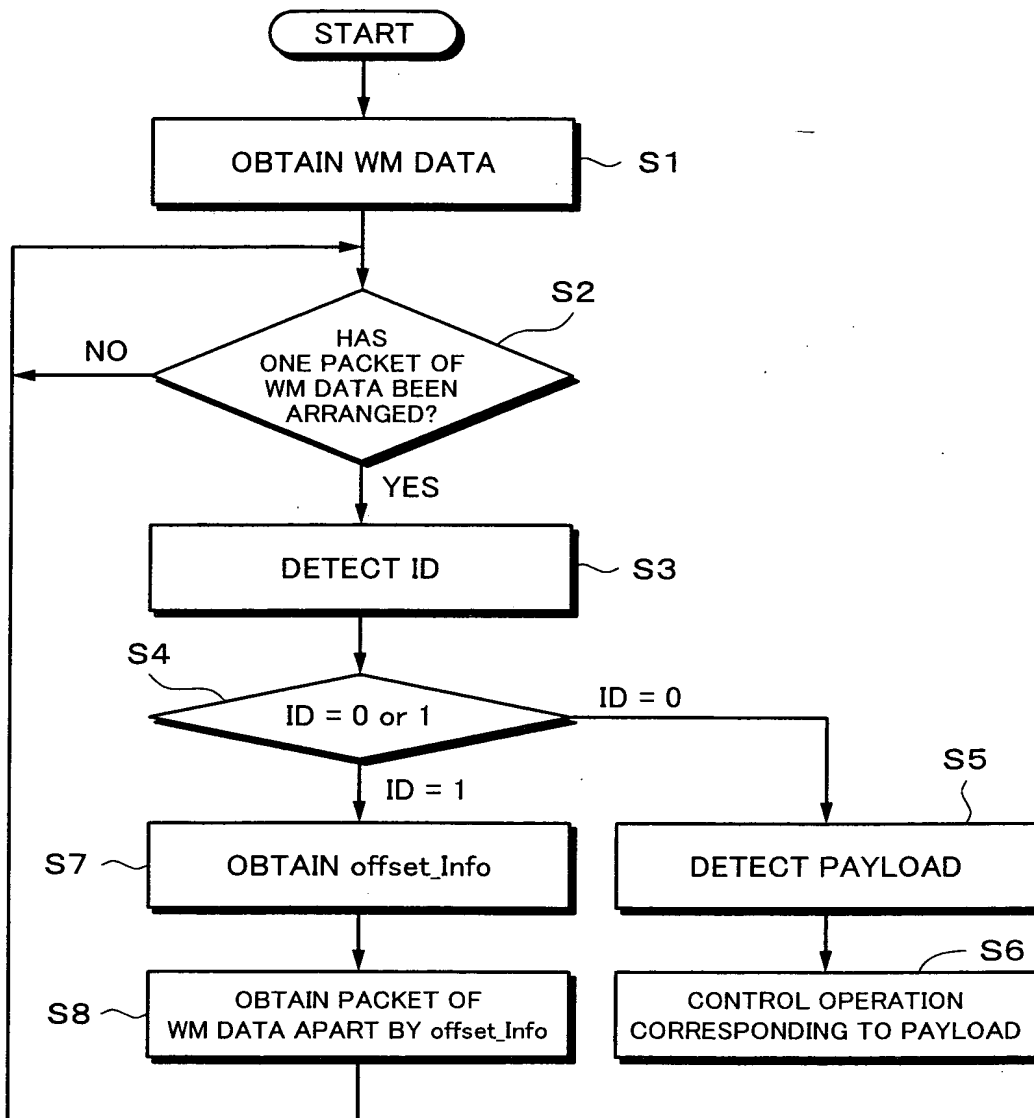 START
OBTAIN WM DATA
S1
S2
HAS
ONE PACKET OF
WM DATA BEEN
ARRANGED?
NO
YES
DETECT ID
S3
S4
ID = 0 or 1
ID = 0
ID = 1
S5
S7
OBTAIN offset_Info
DETECT PAYLOAD
S6
S8
OBTAIN PACKET OF
WM DATA APART BY offset_Info
CONTROL OPERATION
CORRESPONDING TO PAYLOAD